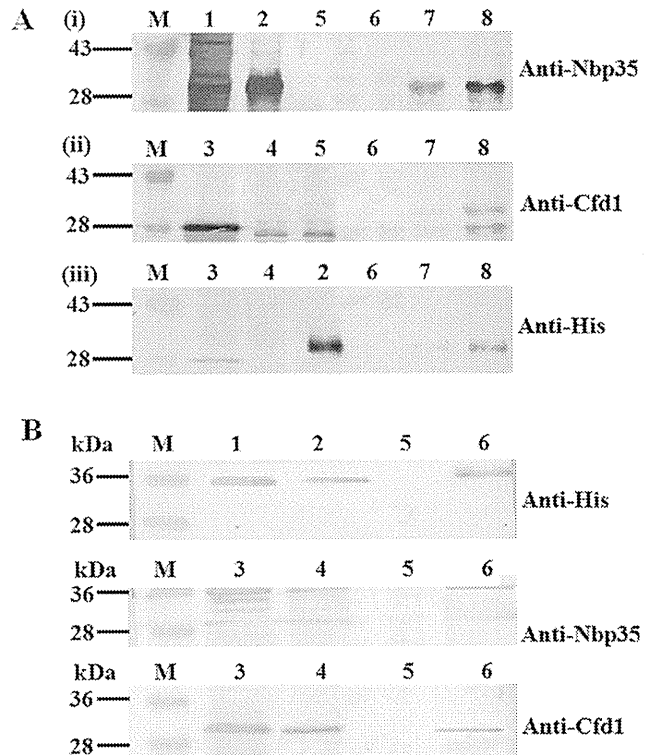 A (i) M 1 2 5 6 7 8
43
28
Anti-Nbp35
(ii) M 3 4 5 6 7 8
43
28
Anti-Cfd1
(iii) M 3 4 2 6 7 8
43
28
Anti-His
B
kDa M 1 2 5 6
36
28
Anti-His
kDa M 3 4 5 6
36
28
Anti-Nbp35
kDa M 3 4 5 6
36
28
Anti-Cfd1